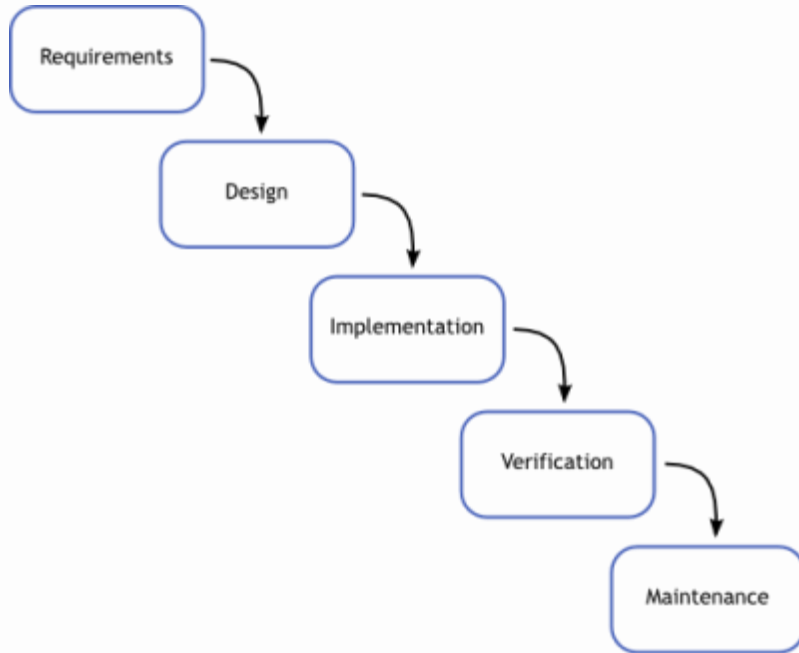 Requirements
Design
Implementation
Verification
Maintenance